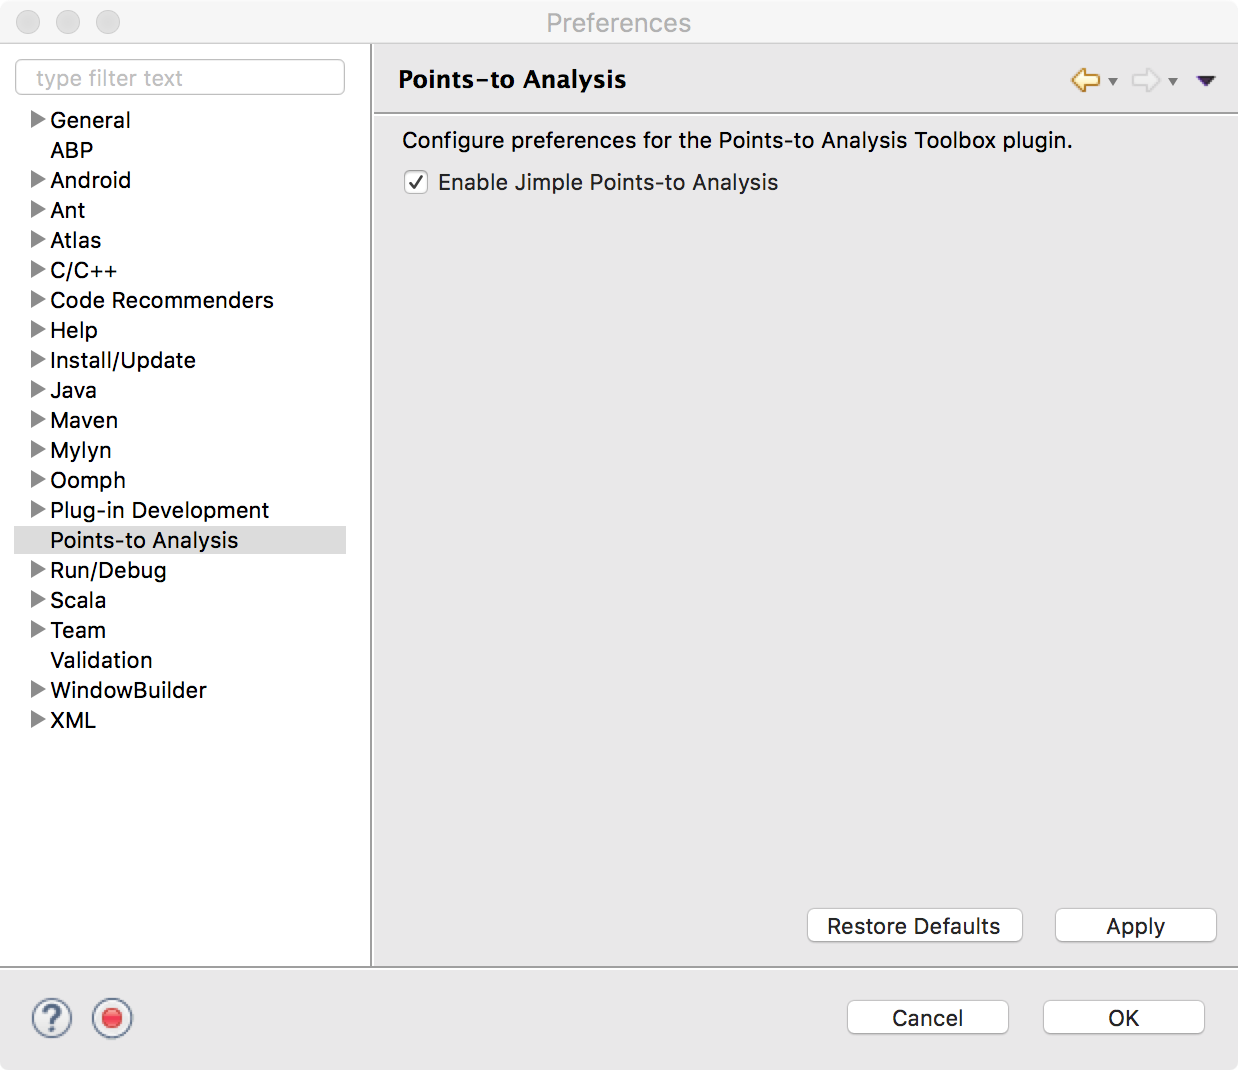 Preferences
type filter text
General
ABP
Android
Ant
Atlas
C/C++
Code Recommenders
Help
Install/Update
Java
Maven
Mylyn
Oomph
Plug-in Development
Points-to Analysis
Run/Debug
Scala
Team
Validation
WindowBuilder
XML
Points-to Analysis
Configure preferences for the Points-to Analysis Toolbox plugin.
Enable Jimple Points-to Analysis
Restore Defaults
Apply
?
Cancel
OK